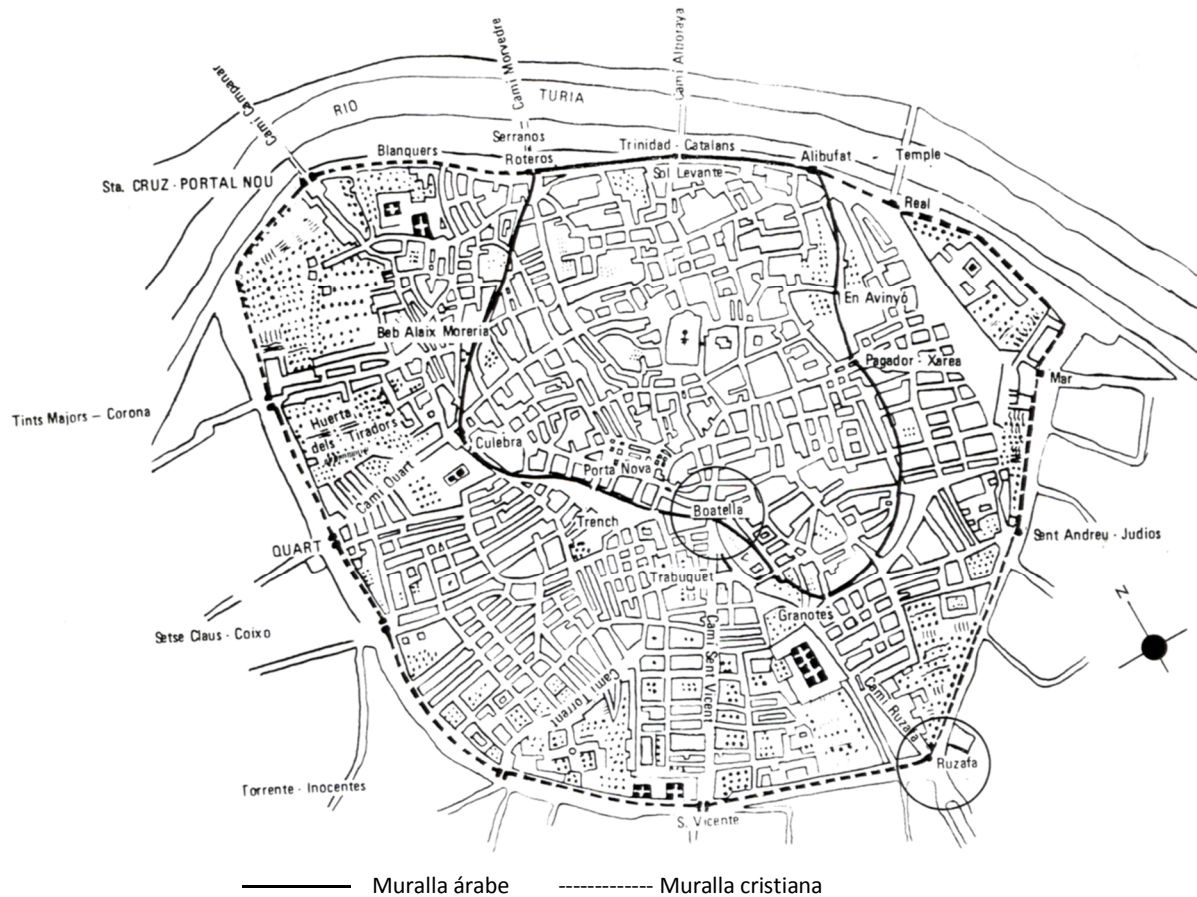 Camí Campanar
Camí Morvedre
Camí Alboraya
RIO TURIA
Serranos
Blanquers
Roteros
Trinidad - Catalans
Alibufat - Temple
Sta. CRUZ - PORTAL NOU
Sol Levante
Real
En Avinyó
Beb Alaix Morería
Pagador - Xarea
Mar
Tints Majors - Corona
Huerta
dels Tiradors
Culebra
Camí Quart
Porta Nova
Boatella
Trench
QUART
Sent Andreu - Judios
Trabuquet
Granotes
Setse Claus - Coixo
Camí Sent Vicent
Camí Torrent
Camí Ruzafa
N
Ruzafa
Torrente - Inocentes
S. Vicente
Muralla árabe
Muralla cristiana